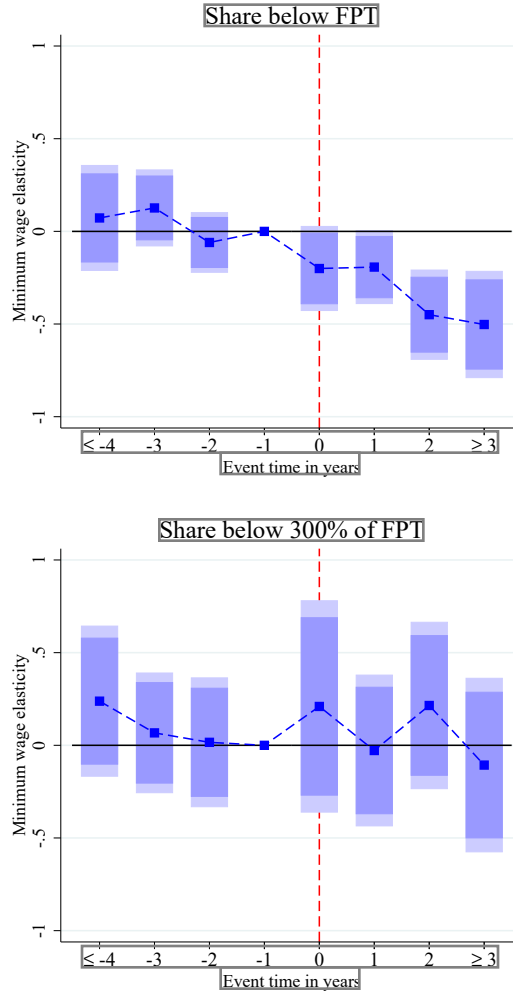 Share below FPT
Minimum wage elasticity
1
.5
0
-.5
-1
≤ -4 -3 -2 -1 0 1 2 ≥ 3
Event time in years
Share below 300% of FPT
Minimum wage elasticity
1
.5
0
-.5
-1
≤ -4 -3 -2 -1 0 1 2 ≥ 3
Event time in years